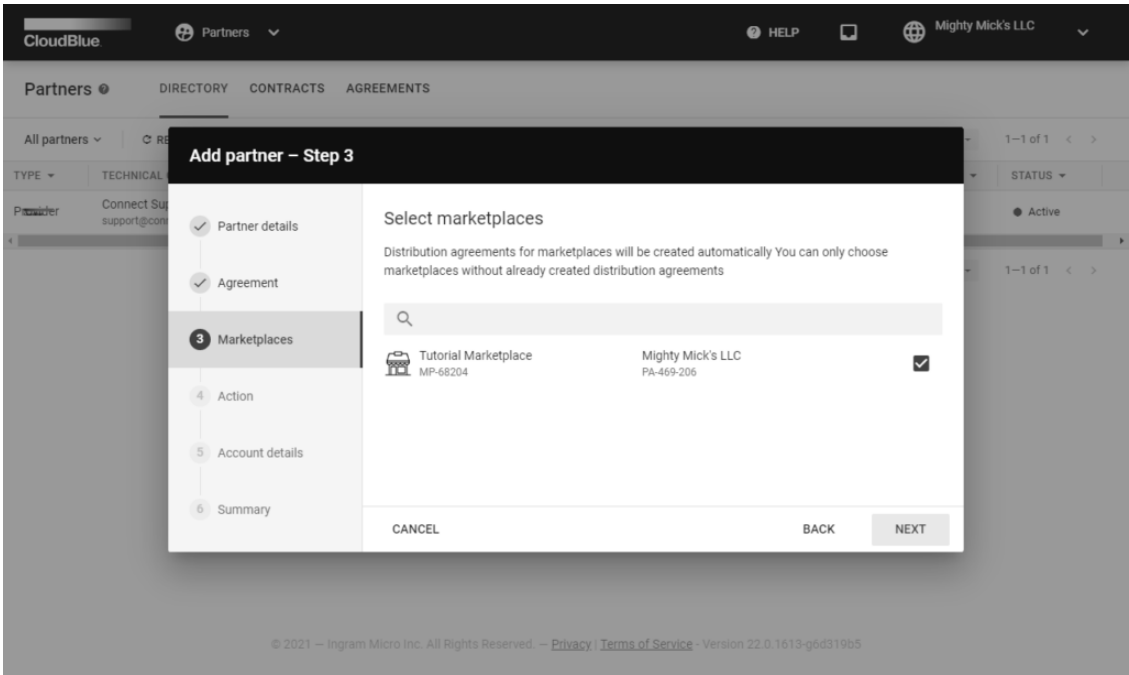 CloudBlue
Partners
HELP
Mighty Mick's LLC
Partners
DIRECTORY CONTRACTS AGREEMENTS
All partners
RE
1—1 of 1
TYPE
TECHNICAL
STATUS
Connect Sup
support@conn
Active
1—1 of 1
Add partner – Step 3
Partner details
Agreement
3 Marketplaces
4 Action
5 Account details
6 Summary
Select marketplaces
Distribution agreements for marketplaces will be created automatically You can only choose
marketplaces without already created distribution agreements
Tutorial Marketplace Mighty Mick's LLC
MP-68204 PA-469-206
CANCEL BACK NEXT
© 2021 — Ingram Micro Inc. All Rights Reserved. — Privacy | Terms of Service - Version 22.0.1613-g6d319b5